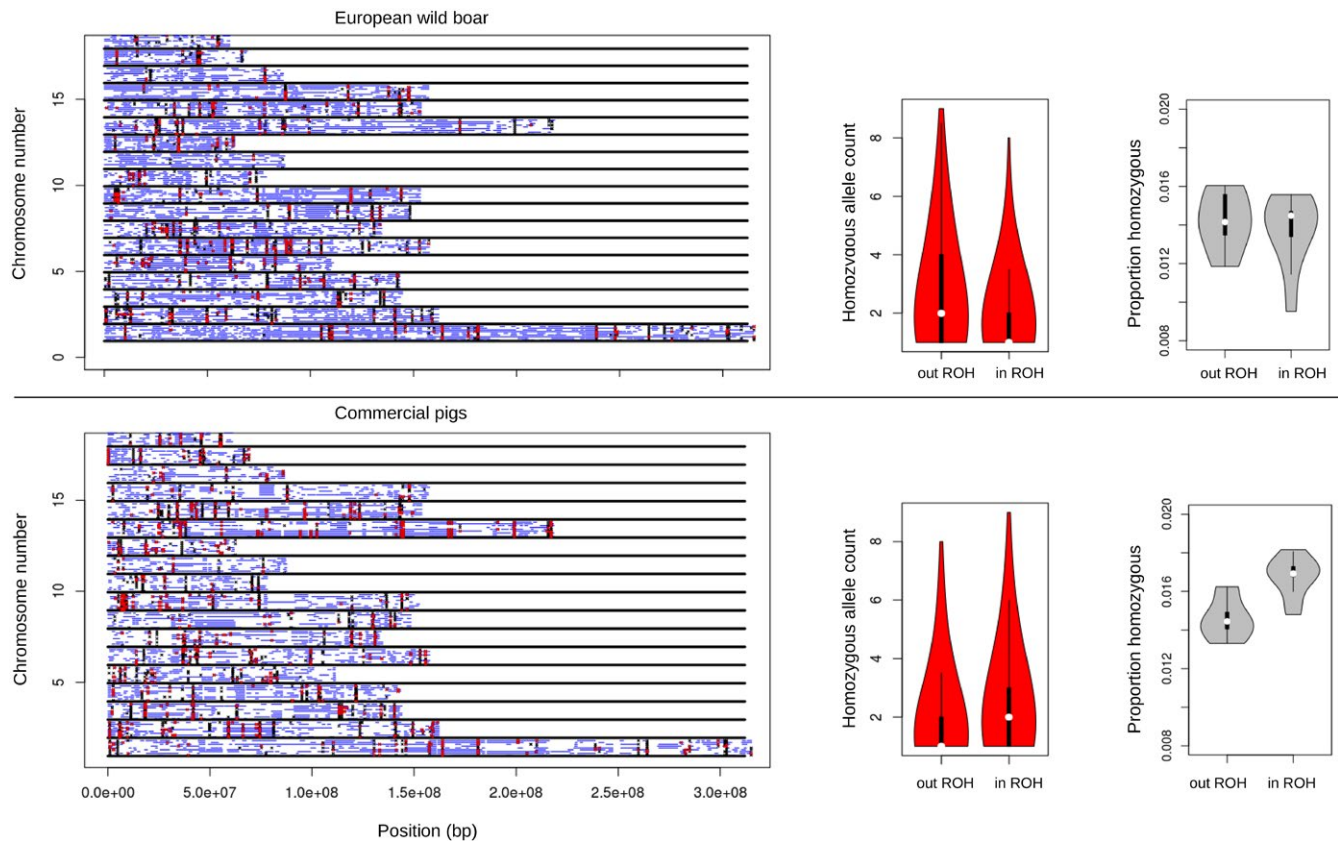 European wild boar
Chromosome number
15
10
5
0
Homozvovous allele count
8
6
4
2
out ROH in ROH
Proportion homozygous
0.020
0.016
0.012
0.008
out ROH in ROH
Commercial pigs
Chromosome number
15
10
5
0.0e+00 5.0e+07 1.0e+08 1.5e+08 2.0e+08 2.5e+08 3.0e+08
Position (bp)
Homozygous allele count
8
6
4
2
out ROH in ROH
Proportion homozygous
0.020
0.016
0.012
0.008
out ROH in ROH